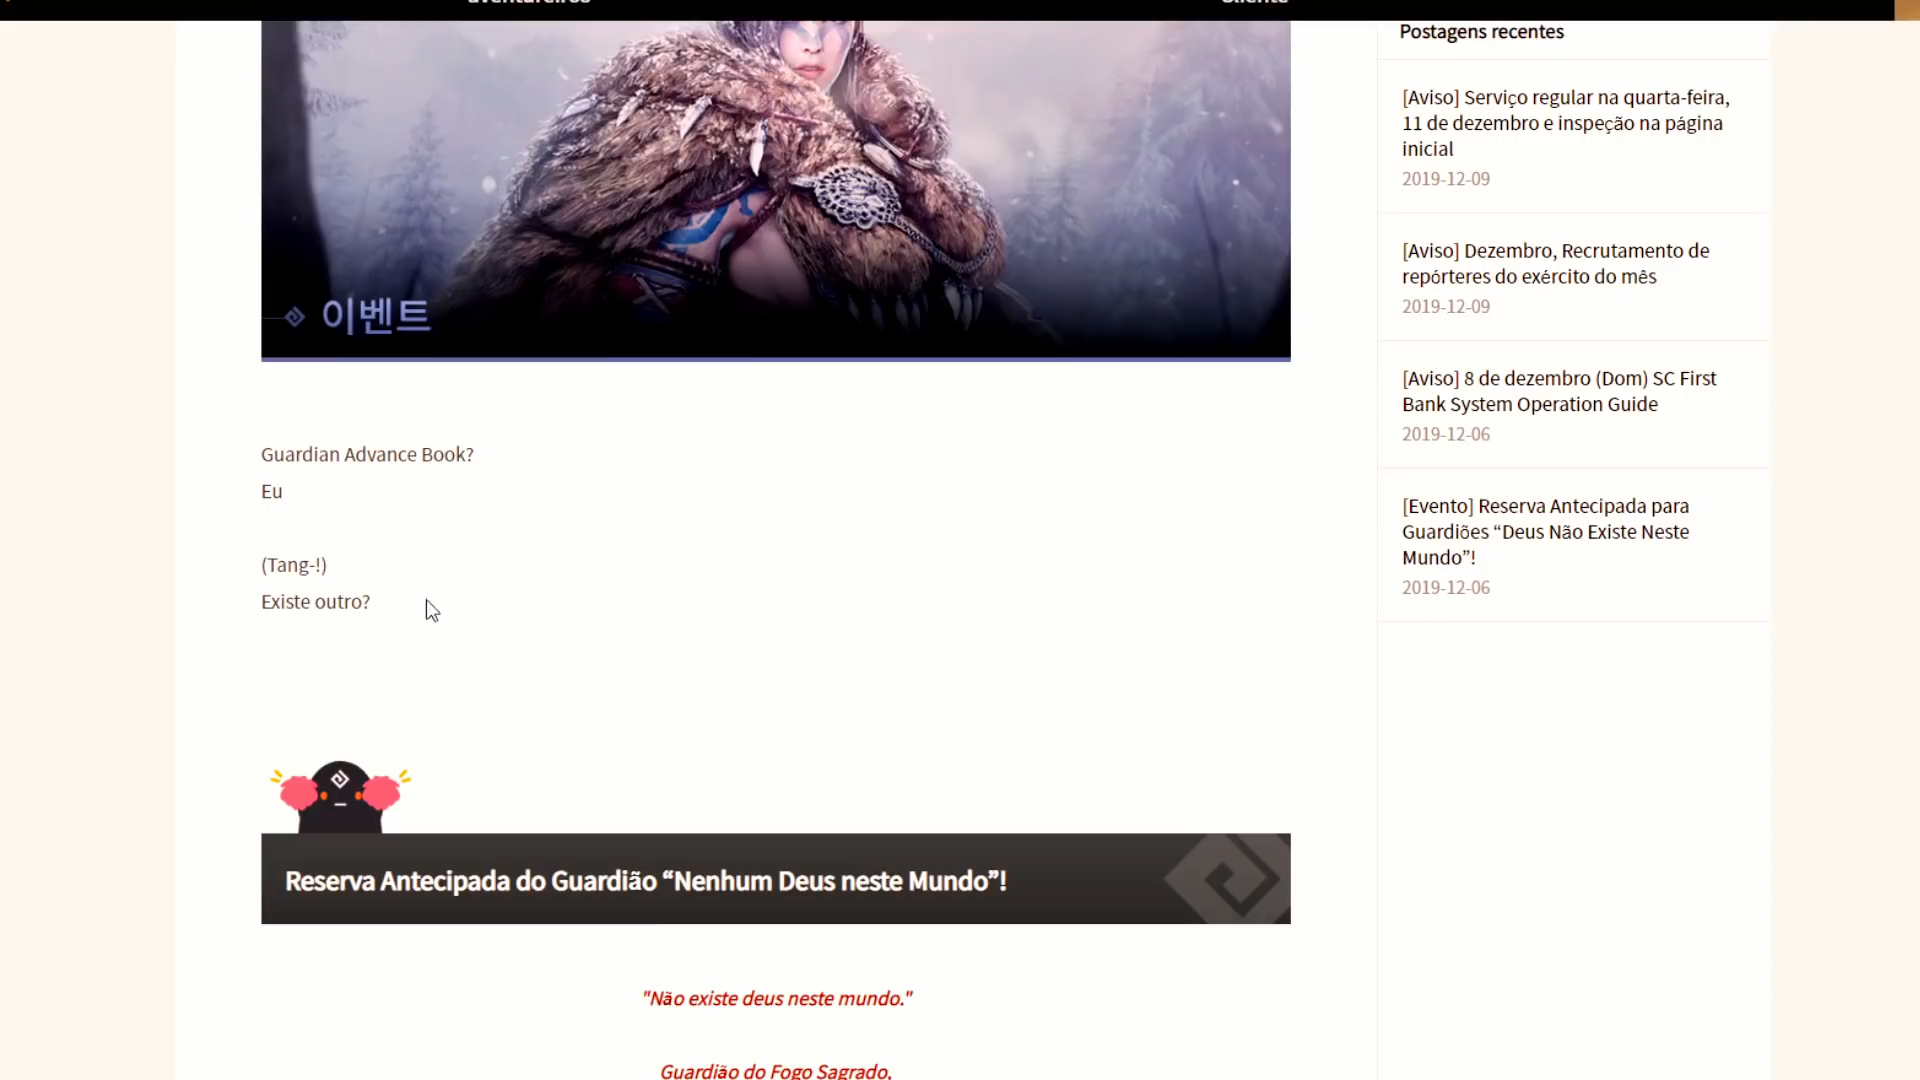 aventureiros
Cliente
이벤트
Guardian Advance Book?
Eu
(Tang-!)
Existe outro?
Reserva Antecipada do Guardião “Nenhum Deus neste Mundo”!
"Não existe deus neste mundo."
Guardião do Fogo Sagrado,
Postagens recentes
[Aviso] Serviço regular na quarta-feira,
11 de dezembro e inspeção na página
inicial
2019-12-09
[Aviso] Dezembro, Recrutamento de
repórteres do exército do mês
2019-12-09
[Aviso] 8 de dezembro (Dom) SC First
Bank System Operation Guide
2019-12-06
[Evento] Reserva Antecipada para
Guardiões “Deus Não Existe Neste
Mundo”!
2019-12-06